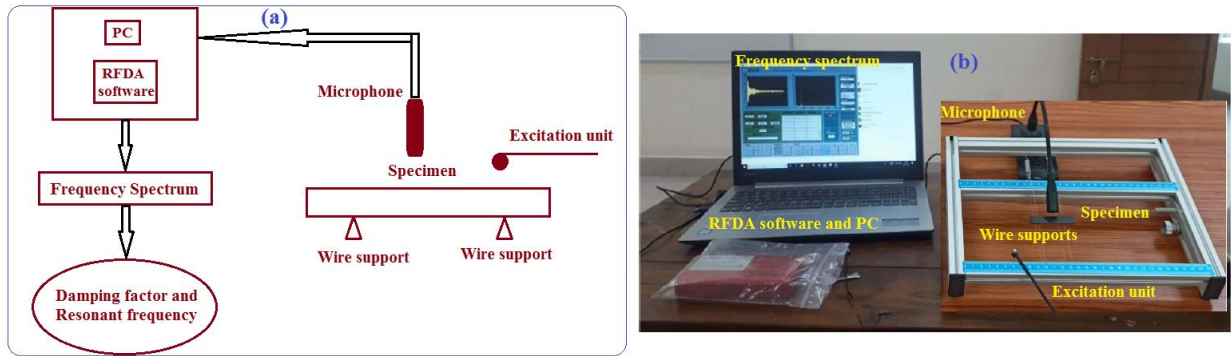 (a)
PC
RFDA
software
Microphone
Excitation unit
Specimen
Frequency Spectrum
Wire support
Wire support
Damping factor and
Resonant frequency
(b)
Frequency spectrum
Microphone
RFDA software and PC
Specimen
Wire supports
Excitation unit